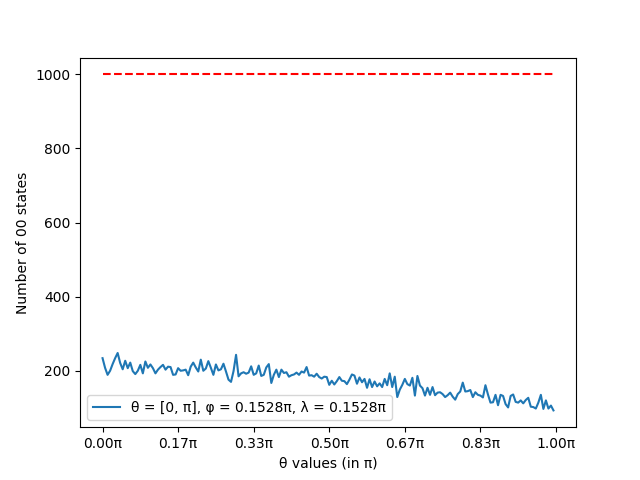 1000
800
600
400
200
Number of 00 states
θ = [0, π], φ = 0.1528π, λ = 0.1528π
0.00π 0.17π 0.33π 0.50π 0.67π 0.83π 1.00π
θ values (in π)